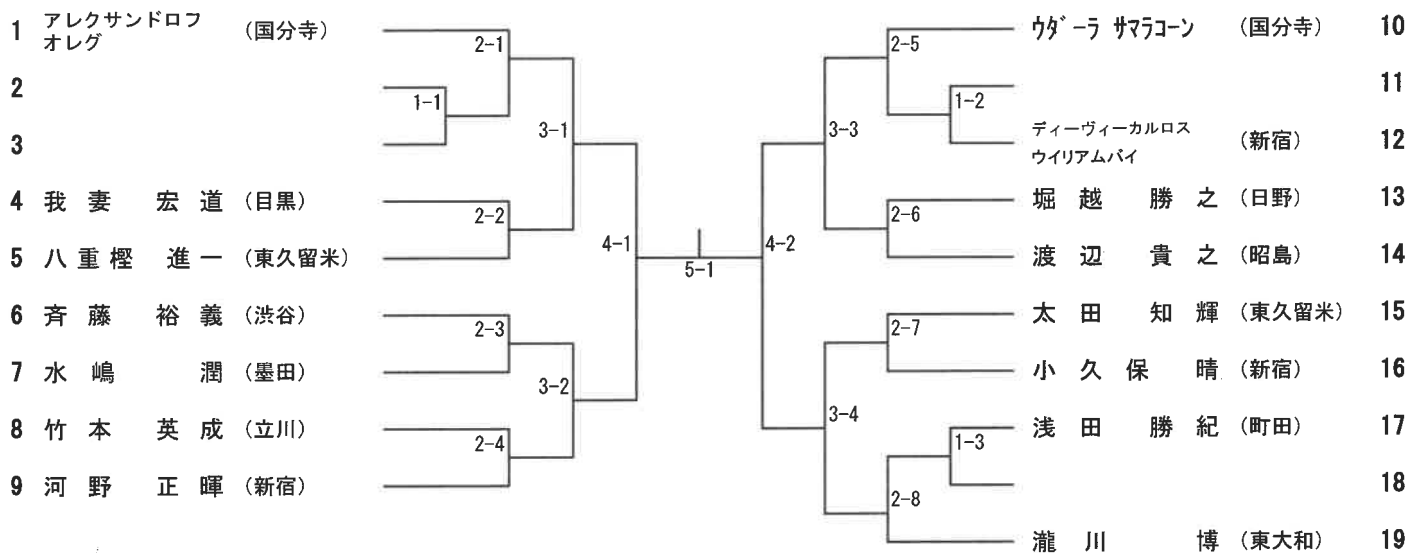 1 アレクサンドロフ オレグ (国分寺)
2
3
4 我妻 宏道 (目黒)
5 八重樫 進一 (東久留米)
6 斉藤 裕義 (渋谷)
7 水嶋 潤 (墨田)
8 竹本 英成 (立川)
9 河野 正暉 (新宿)
2-1
1-1
3-1
2-2
4-1
2-3
3-2
2-4
5-1
4-2
2-5
1-2
3-3
2-6
2-7
3-4
1-3
2-8
ウダーラ サマラコーン (国分寺) 10
11
ディーヴィーカルロス ウイリアムパイ (新宿) 12
堀越 勝之 (日野) 13
渡辺 貴之 (昭島) 14
太田 知輝 (東久留米) 15
小久保 晴 (新宿) 16
浅田 勝紀 (町田) 17
18
瀧川 博 (東大和) 19